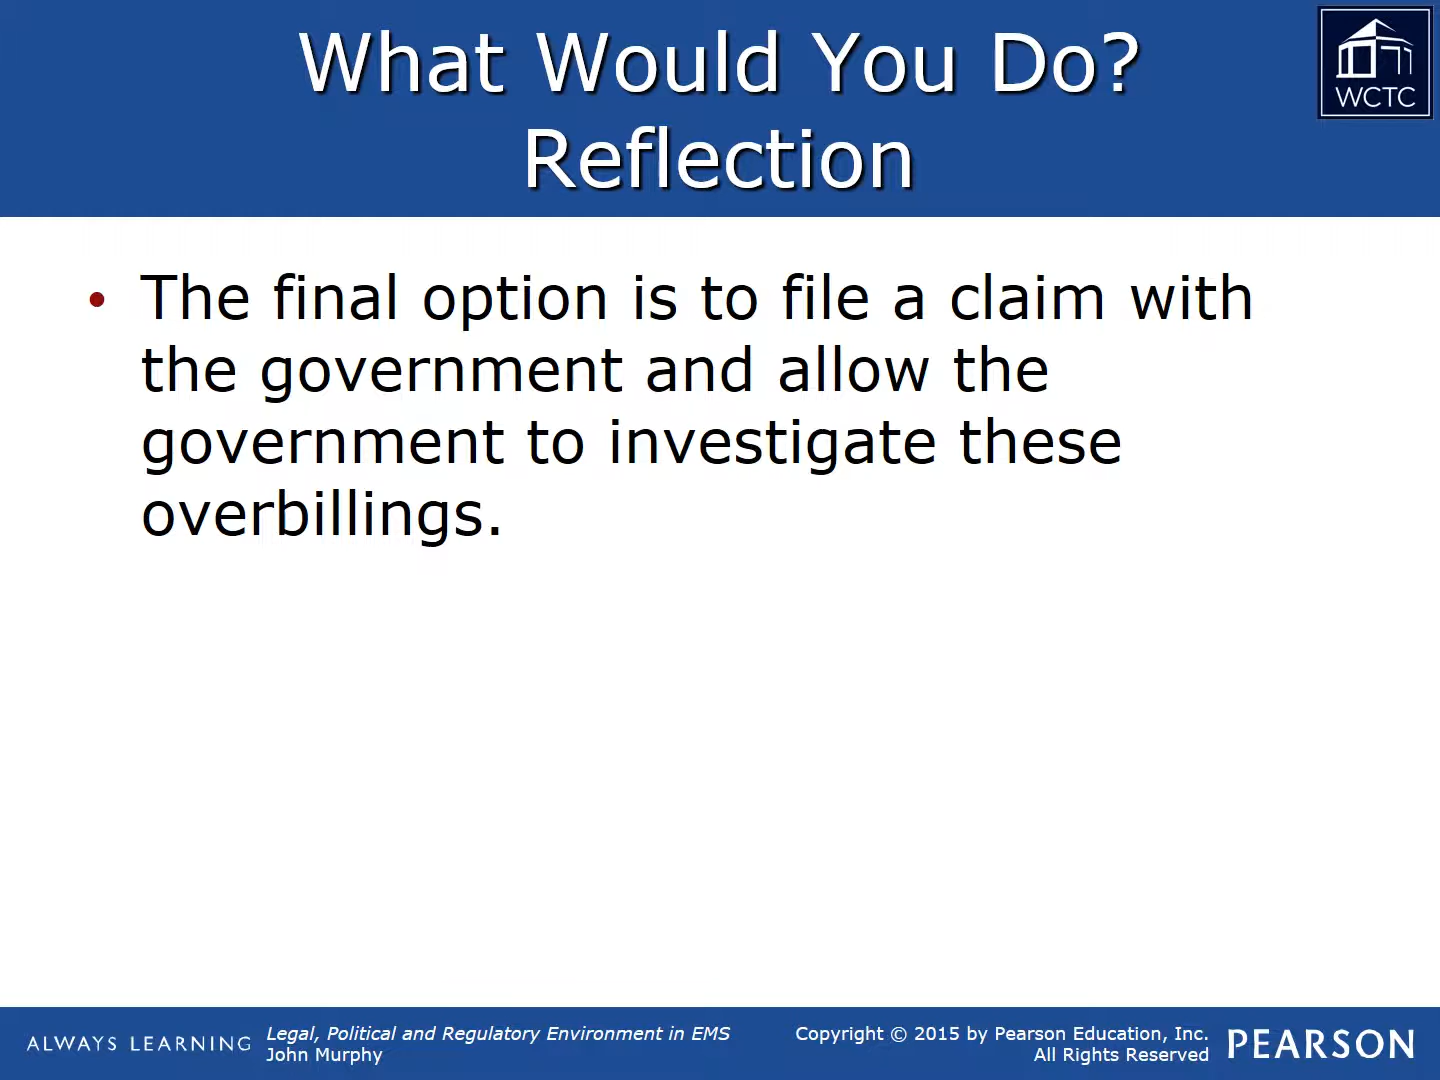 What Would You Do?
Reflection
WCTC
• The final option is to file a claim with
the government and allow the
government to investigate these
overbillings.
ALWAYS LEARNING
Legal, Political and Regulatory Environment in EMS
John Murphy
Copyright © 2015 by Pearson Education, Inc.
All Rights Reserved
PEARSON